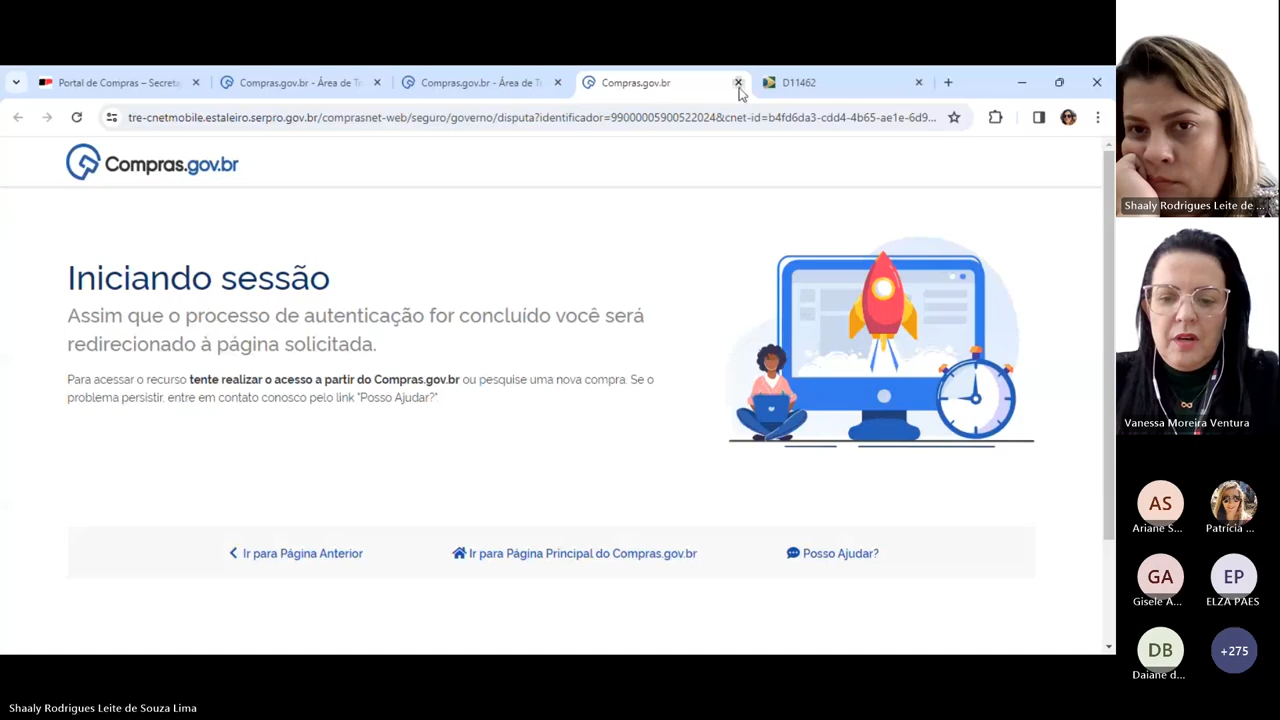 Portal de Compras – Secreta
Compras.gov.br - Área de Tr
Compras.gov.br - Área de Tr
Compras.gov.br
D11462
tre-cnetmobile.estaleiro.serpro.gov.br/comprasnet-web/seguro/governo/disputa?identificador=99000005900522024&cnet-id=b4fd6da3-cdd4-4b65-ae1e-6d9...
Compras.gov.br
Iniciando sessão
Assim que o processo de autenticação for concluído você será
redirecionado à página solicitada.
Para acessar o recurso tente realizar o acesso a partir do Compras.gov.br ou pesquise uma nova compra. Se o
problema persistir, entre em contato conosco pelo link "Posso Ajudar?".
Ir para Página Anterior
Ir para Página Principal do Compras.gov.br
Posso Ajudar?
Shaaly Rodrigues Leite de ...
Vanessa Moreira Ventura
AS
Ariane S...
Patrícia ...
GA
Gisele A...
EP
ELZA PAES
DB
Daiane d...
+275
Shaaly Rodrigues Leite de Souza Lima